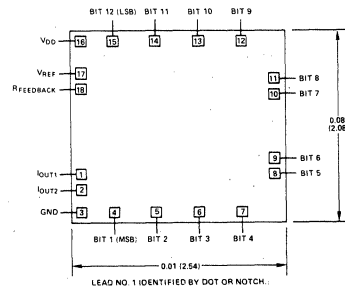 BIT 12 (LSB) BIT 11 BIT 10 BIT 9
VDD 16 15 14 13 12
VREF 17
RFEEDBACK 18
11 BIT 8
10 BIT 7
0.08
(2.08
9 BIT 6
8 BIT 5
IOUT1 1
IOUT2 2
GND 3 4 5 6 7
BIT 1 (MSB) BIT 2 BIT 3 BIT 4
0.01 (2.54)
LEAD NO. 1 IDENTIFIED BY DOT OR NOTCH.